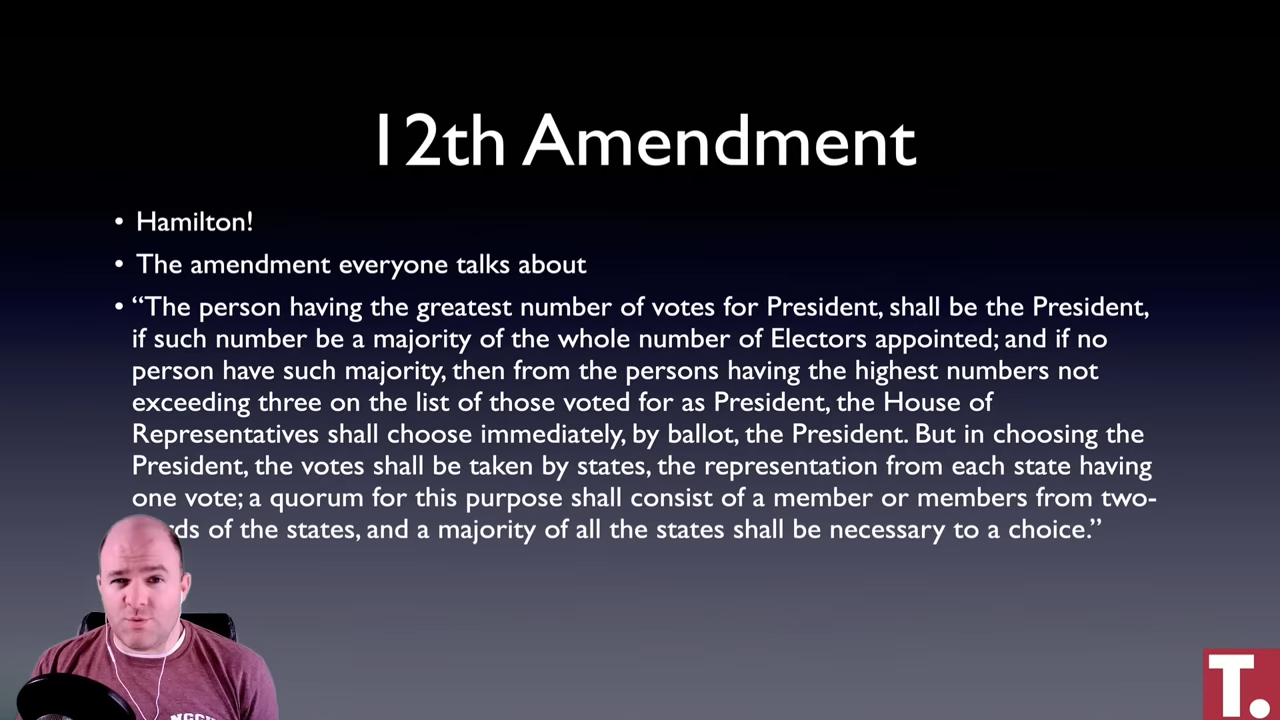 12th Amendment
• Hamilton!
• The amendment everyone talks about
• “The person having the greatest number of votes for President, shall be the President,
if such number be a majority of the whole number of Electors appointed; and if no
person have such majority, then from the persons having the highest numbers not
exceeding three on the list of those voted for as President, the House of
Representatives shall choose immediately, by ballot, the President. But in choosing the
President, the votes shall be taken by states, the representation from each state having
one vote; a quorum for this purpose shall consist of a member or members from two-
of the states, and a majority of all the states shall be necessary to a choice.”
T.